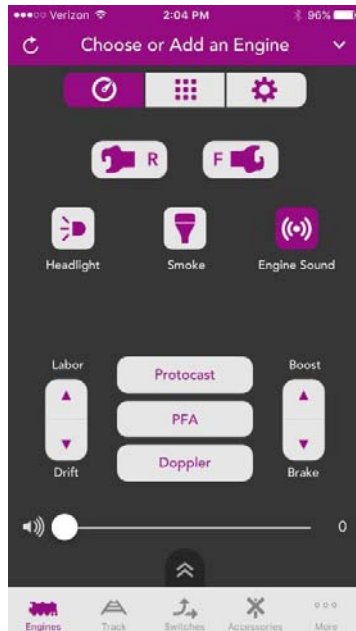 Verizon 2:04 PM 96%
Choose or Add an Engine
R F
Headlight Smoke Engine Sound
Labor Boost
Protocast
PFA
Doppler
Drift Brake
0
Engines Track Switches Accessories More